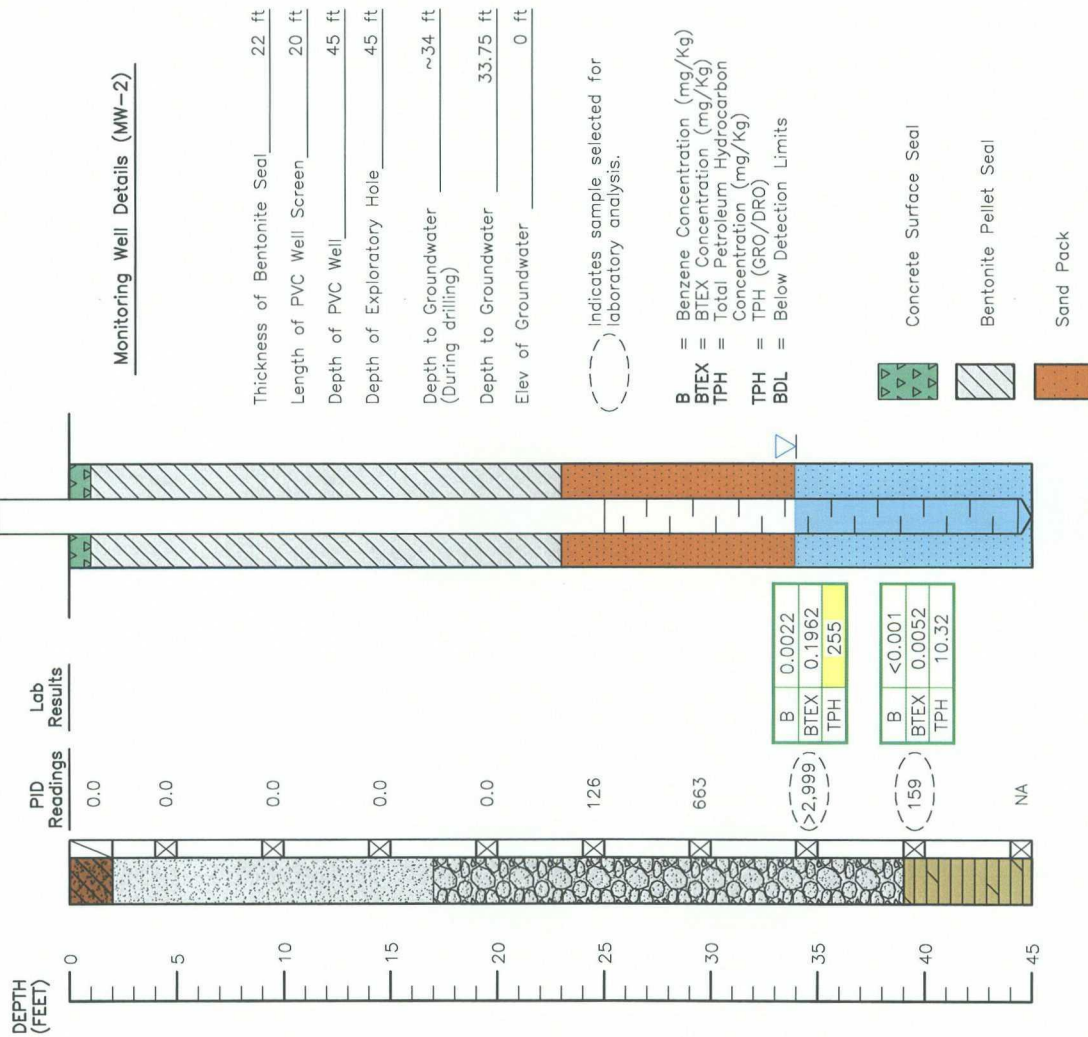 DEPTH
(FEET)
0
5
10
15
20
25
30
35
40
45
PID
Readings
0.0
0.0
0.0
0.0
0.0
126
663
(>2,999)
159
NA
Lab
Results
B 0.0022
BTEX 0.1962
TPH 255
B <0.001
BTEX 0.0052
TPH 10.32
Monitoring Well Details (MW-2)
Thickness of Bentonite Seal 22 ft
Length of PVC Well Screen 20 ft
Depth of PVC Well 45 ft
Depth of Exploratory Hole 45 ft
Depth to Groundwater ~34 ft
(During drilling)
Depth to Groundwater 33.75 ft
Elev of Groundwater 0 ft
Indicates sample selected for
laboratory analysis.
B = Benzene Concentration (mg/Kg)
BTEX = BTEX Concentration (mg/Kg)
TPH = Total Petroleum Hydrocarbon
Concentration (mg/Kg)
TPH = TPH (GRO/DRO)
BDL = Below Detection Limits
Concrete Surface Seal
Bentonite Pellet Seal
Sand Pack